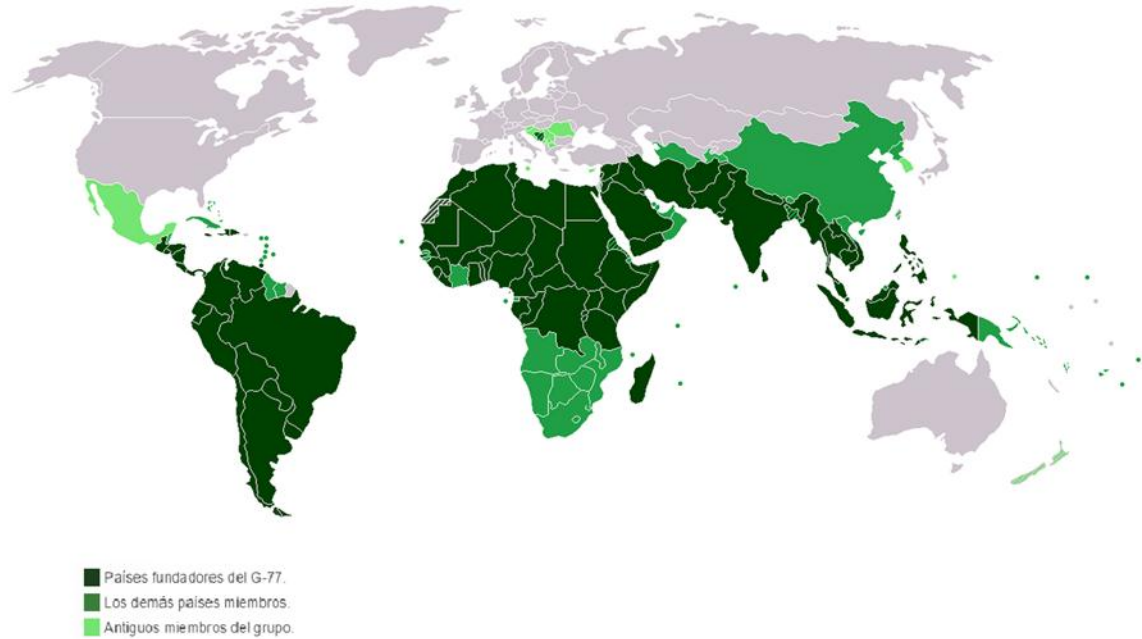 Países fundadores del G-77.
Los demás países miembros.
Antiguos miembros del grupo.